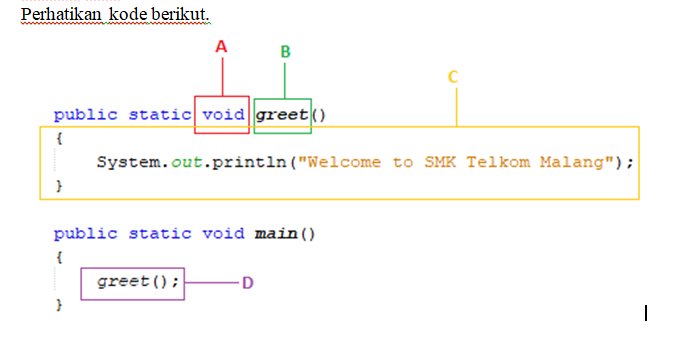 Perhatikan kode berikut.
A
B
C
public static void greet()
{
System.out.println("Welcome to SMK Telkom Malang");
}
public static void main()
{
greet(); D
}